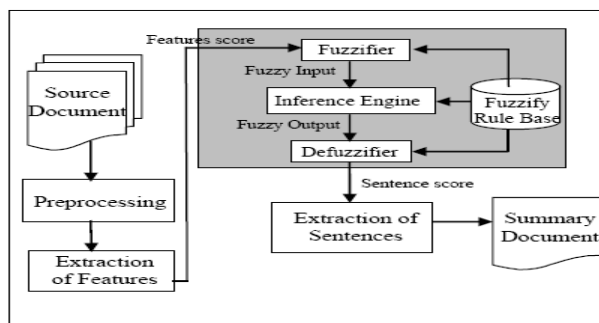 Source
Document
Preprocessing
Extraction
of Features
Features score
Fuzzifier
Fuzzy Input
Inference Engine
Fuzzy Output
Defuzzifier
Fuzzify
Rule Base
Sentence score
Extraction of
Sentences
Summary
Document